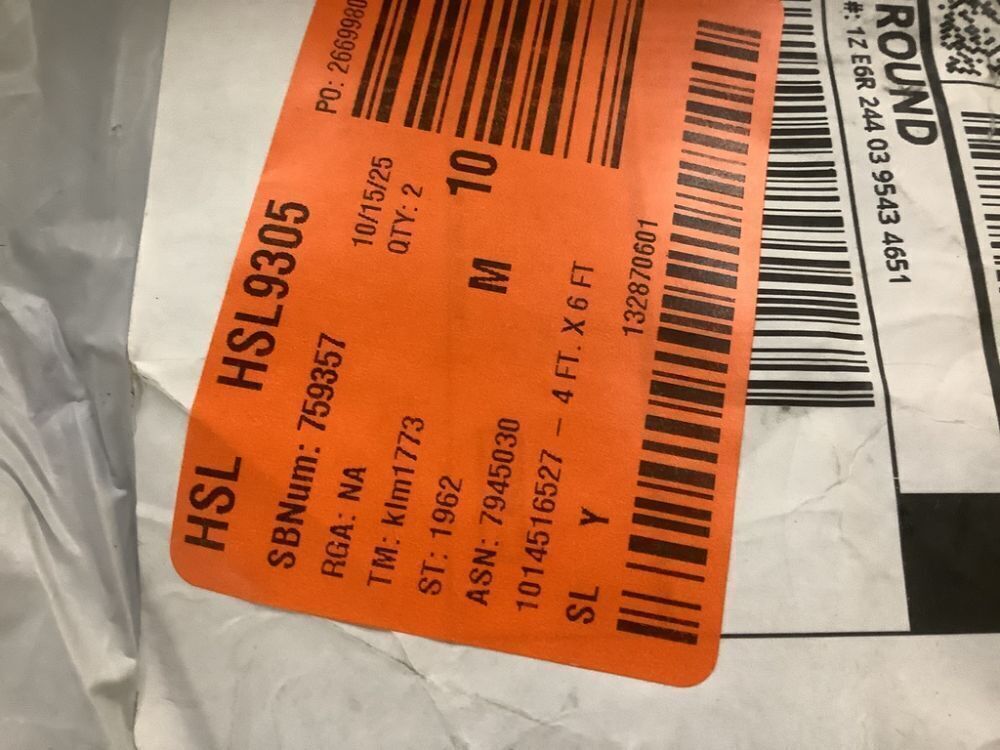 HSL HSL9305
SBNum: 759357
RGA: NA 10/15/25 PO: 2669980
TM: klm1773 QTY: 2
ST: 1962
ASN: 7945030 M 10
1014516527 – 4 FT. X 6 FT
SL Y 132870601
ROUND
#: 1Z E6R 244 03 9543 4651